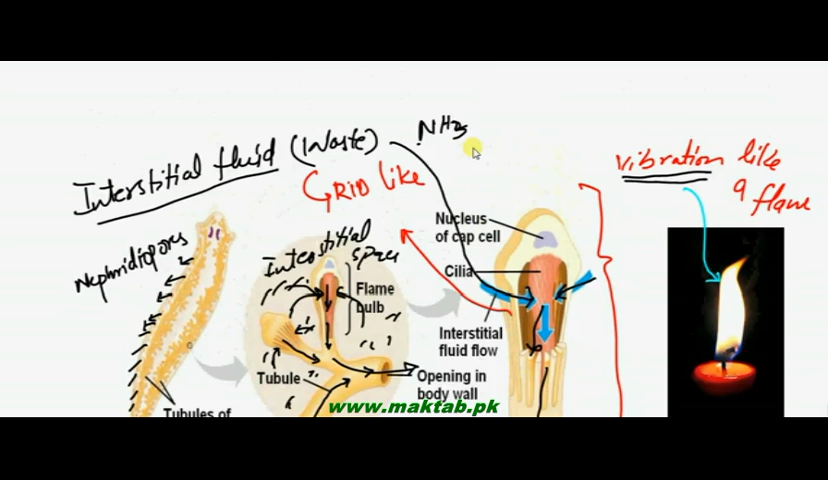 Interstitial fluid (Waste)
NH3
GRID like
vibration like
a flame
Nephridiopores
Interstitial
space
Flame
bulb
Tubule
Tubules of
Nucleus
of cap cell
Cilia
Interstitial
fluid flow
Opening in
body wall
www.maktab.pk